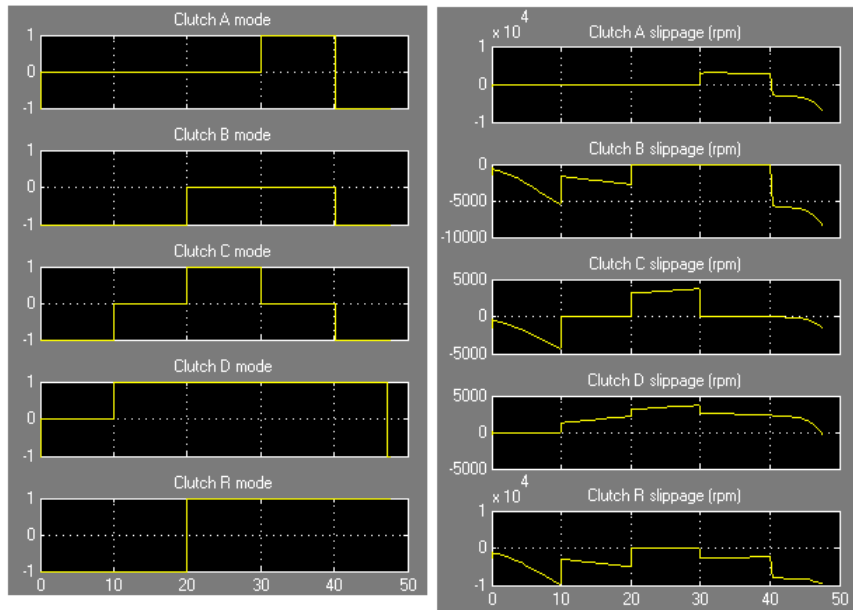 Clutch A mode
1
0
-1
Clutch B mode
1
0
-1
Clutch C mode
1
0
-1
Clutch D mode
1
0
-1
Clutch R mode
1
0
-1
0 10 20 30 40 50
x 10^4
Clutch A slippage (rpm)
1
0
-1
Clutch B slippage (rpm)
0
-5000
-10000
Clutch C slippage (rpm)
5000
0
-5000
Clutch D slippage (rpm)
5000
0
-5000
x 10^4
Clutch R slippage (rpm)
1
0
-1
0 10 20 30 40 50